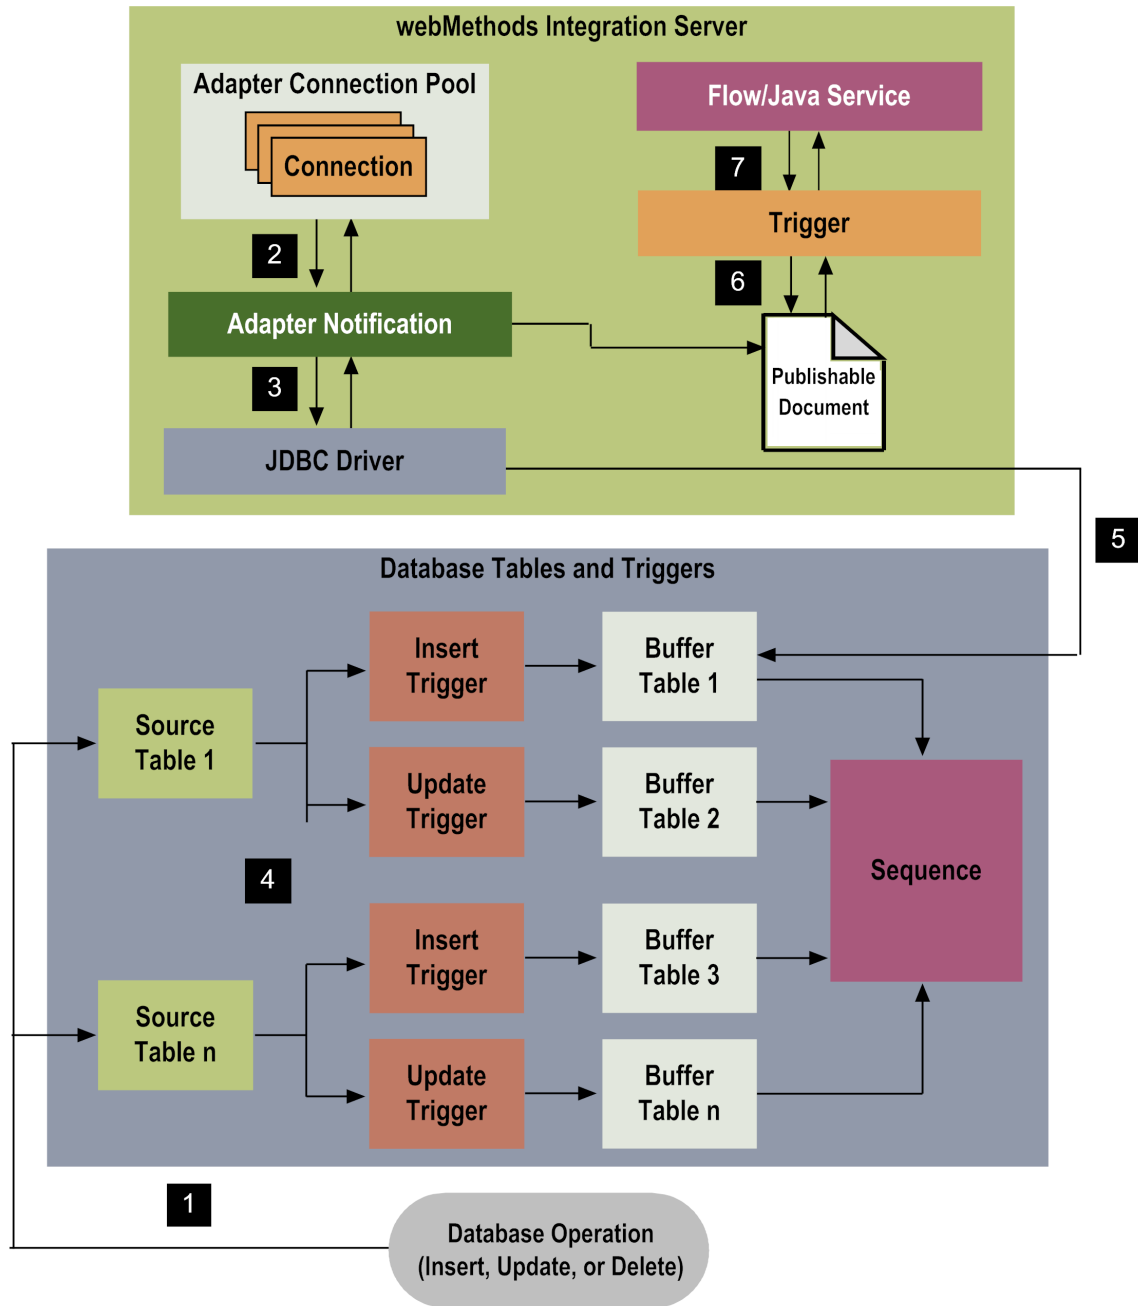 webMethods Integration Server
Adapter Connection Pool
Connection
Flow/Java Service
7
Trigger
2
6
Adapter Notification
Publishable
Document
3
JDBC Driver
5
Database Tables and Triggers
Insert
Trigger
Buffer
Table 1
Source
Table 1
Update
Trigger
Buffer
Table 2
Sequence
4
Insert
Trigger
Buffer
Table 3
Source
Table n
Update
Trigger
Buffer
Table n
1
Database Operation
(Insert, Update, or Delete)